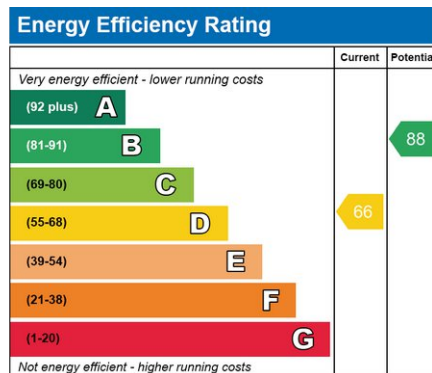 Energy Efficiency Rating
Current Potential
Very energy efficient - lower running costs
(92 plus) A
(81-91) B
88
(69-80) C
(55-68) D
66
(39-54) E
(21-38) F
(1-20) G
Not energy efficient - higher running costs